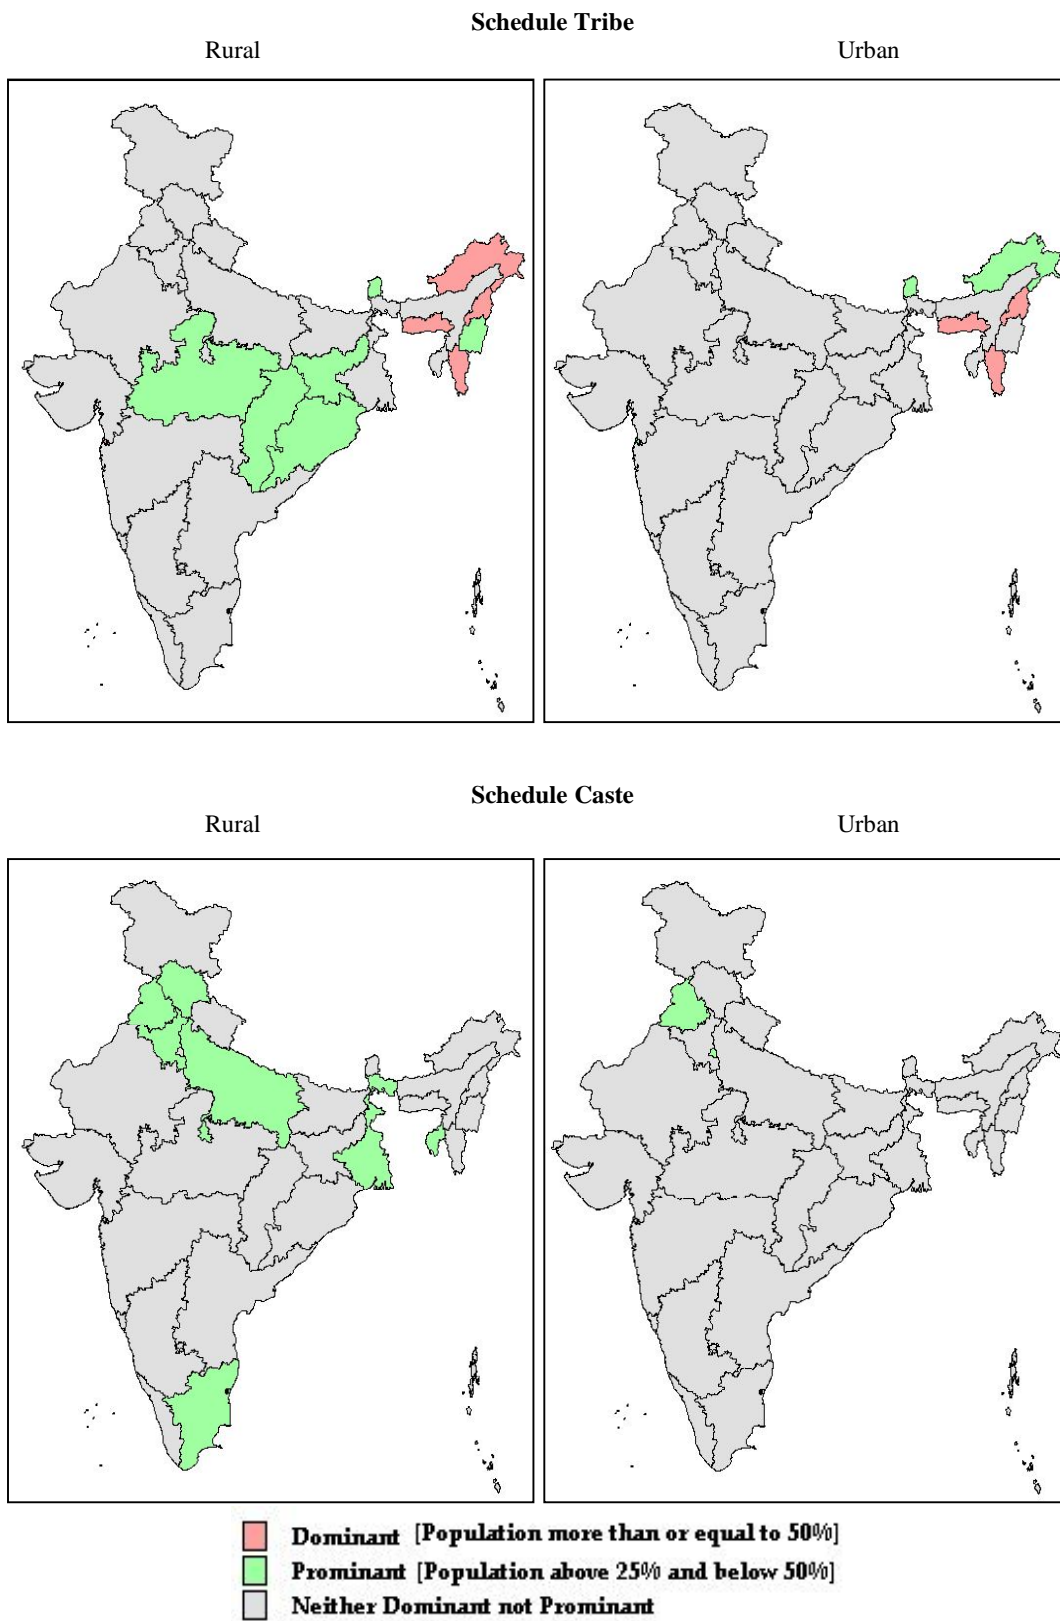 Schedule Tribe
Rural Urban
Schedule Caste
Rural Urban
Dominant [Population more than or equal to 50%]
Prominant [Population above 25% and below 50%]
Neither Dominant not Prominant